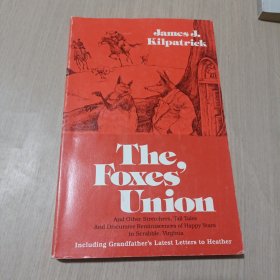 James J.
Kilpatrick
The
Foxes'
Union
And Other Stretchers, Tall Tales
And Discursive Reminiscences of Happy Years
In Scrabble, Virginia
Including Grandfather's Latest Letters to Heather